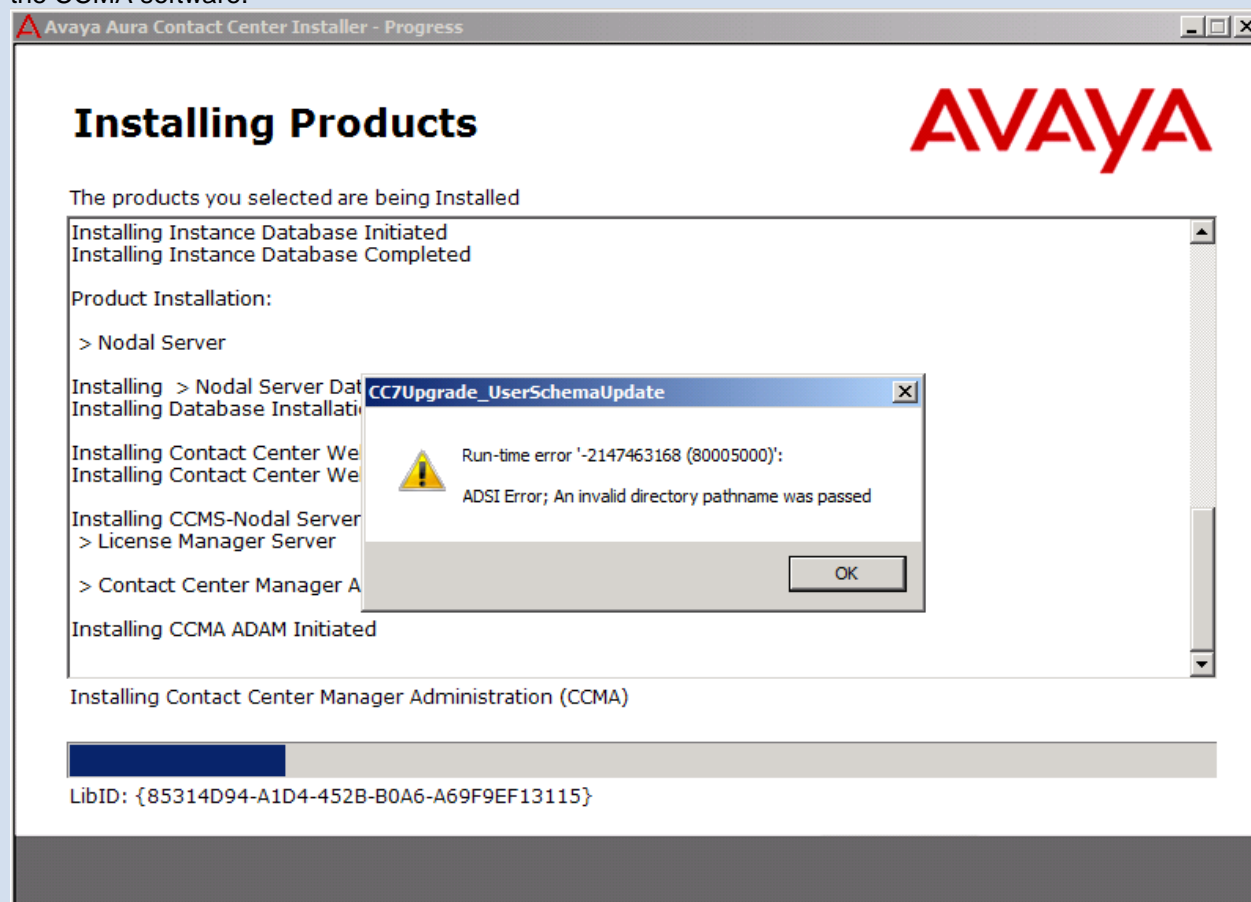 the CCMA software.
Avaya Aura Contact Center Installer - Progress
Installing Products
AVAYA
The products you selected are being Installed
Installing Instance Database Initiated
Installing Instance Database Completed
Product Installation:
> Nodal Server
Installing > Nodal Server Dat
Installing Database Installati
Installing Contact Center We
Installing Contact Center We
Installing CCMS-Nodal Server
> License Manager Server
> Contact Center Manager A
Installing CCMA ADAM Initiated
CC7Upgrade_UserSchemaUpdate
Run-time error '-2147463168 (80005000)':
ADSI Error; An invalid directory pathname was passed
OK
Installing Contact Center Manager Administration (CCMA)
LibID: {85314D94-A1D4-452B-B0A6-A69F9EF13115}